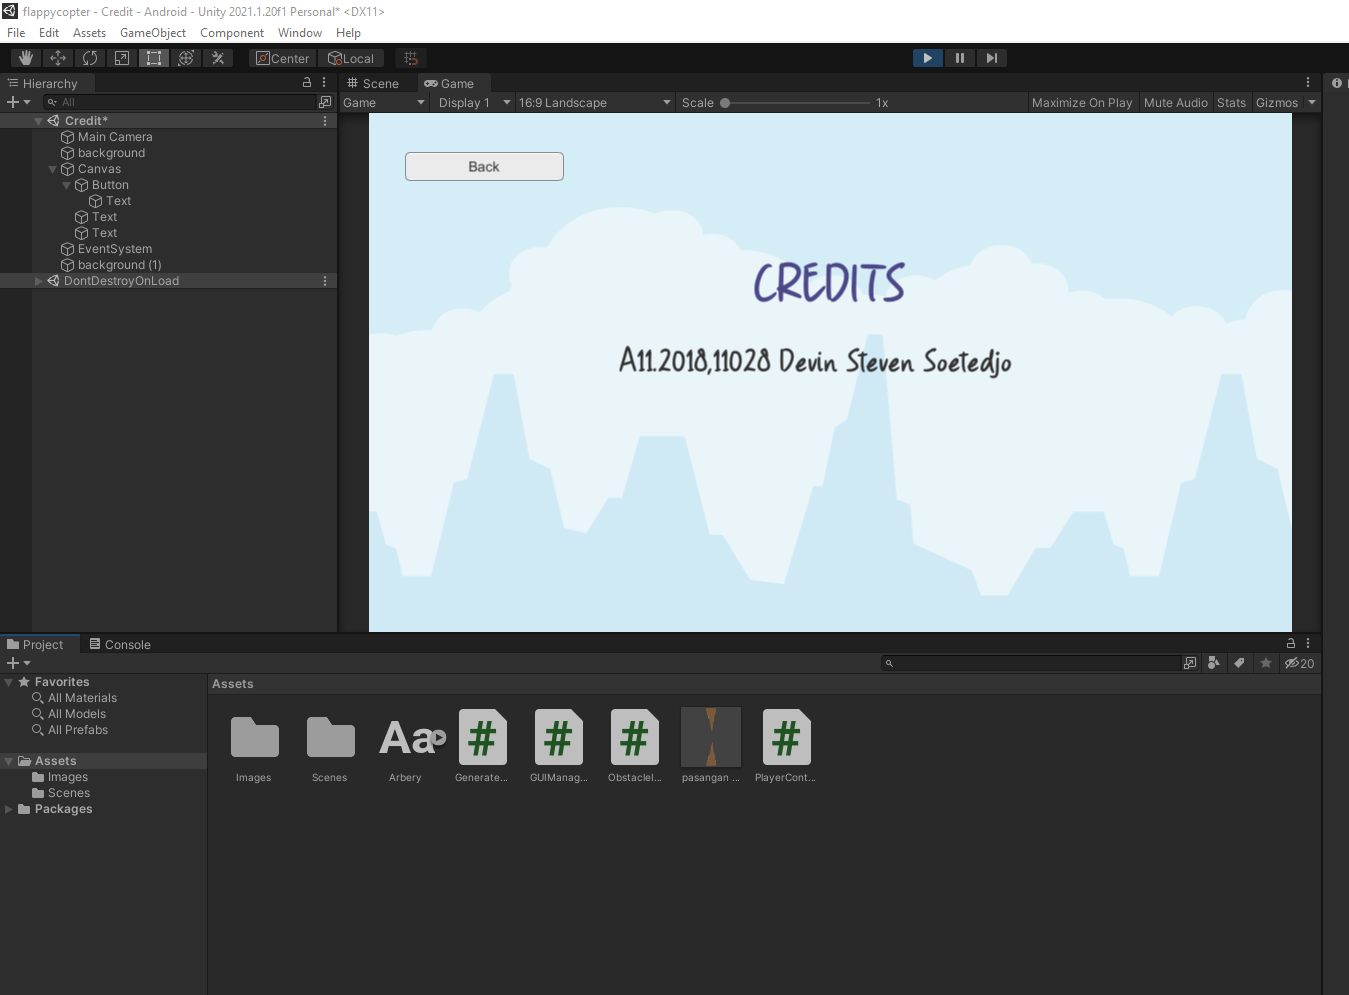 flappycopter - Credit - Android - Unity 2021.1.20f1 Personal* <DX11>
File Edit Assets GameObject Component Window Help
Center Local
Hierarchy
All
Credit*
Main Camera
background
Canvas
Button
Text
Text
Text
EventSystem
background (1)
DontDestroyOnLoad
Scene Game
Game Display 1 16:9 Landscape Scale 1x Maximize On Play Mute Audio Stats Gizmos
Back
CREDITS
A11.2018,11028 Devin Steven Soetedjo
Project Console
20
Favorites
All Materials
All Models
All Prefabs
Assets
Images
Scenes
Packages
Assets
Aa
# # # #
Images Scenes Arbery Generate... GUIManag... ObstacleI... pasangan ... PlayerCont...